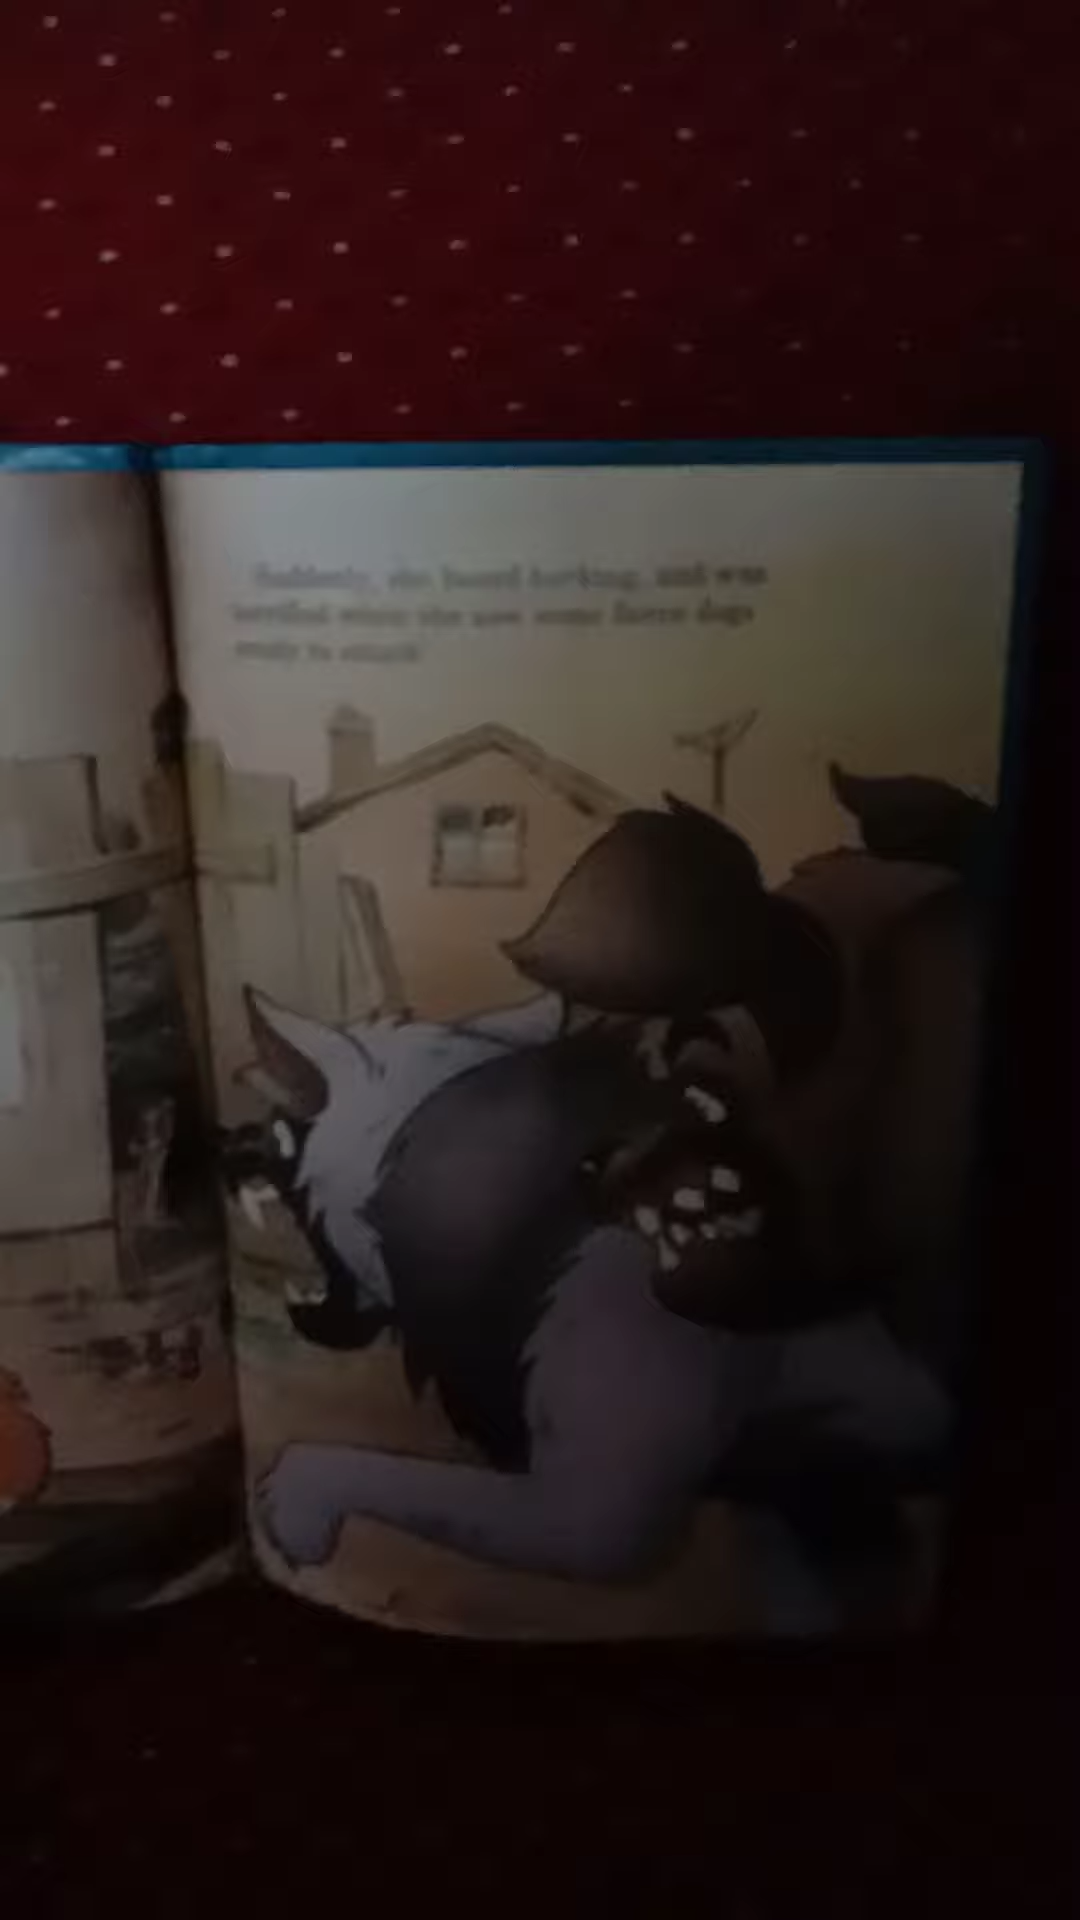 Suddenly, she heard barking, and was
terrified when she saw some fierce dogs
ready to attack!